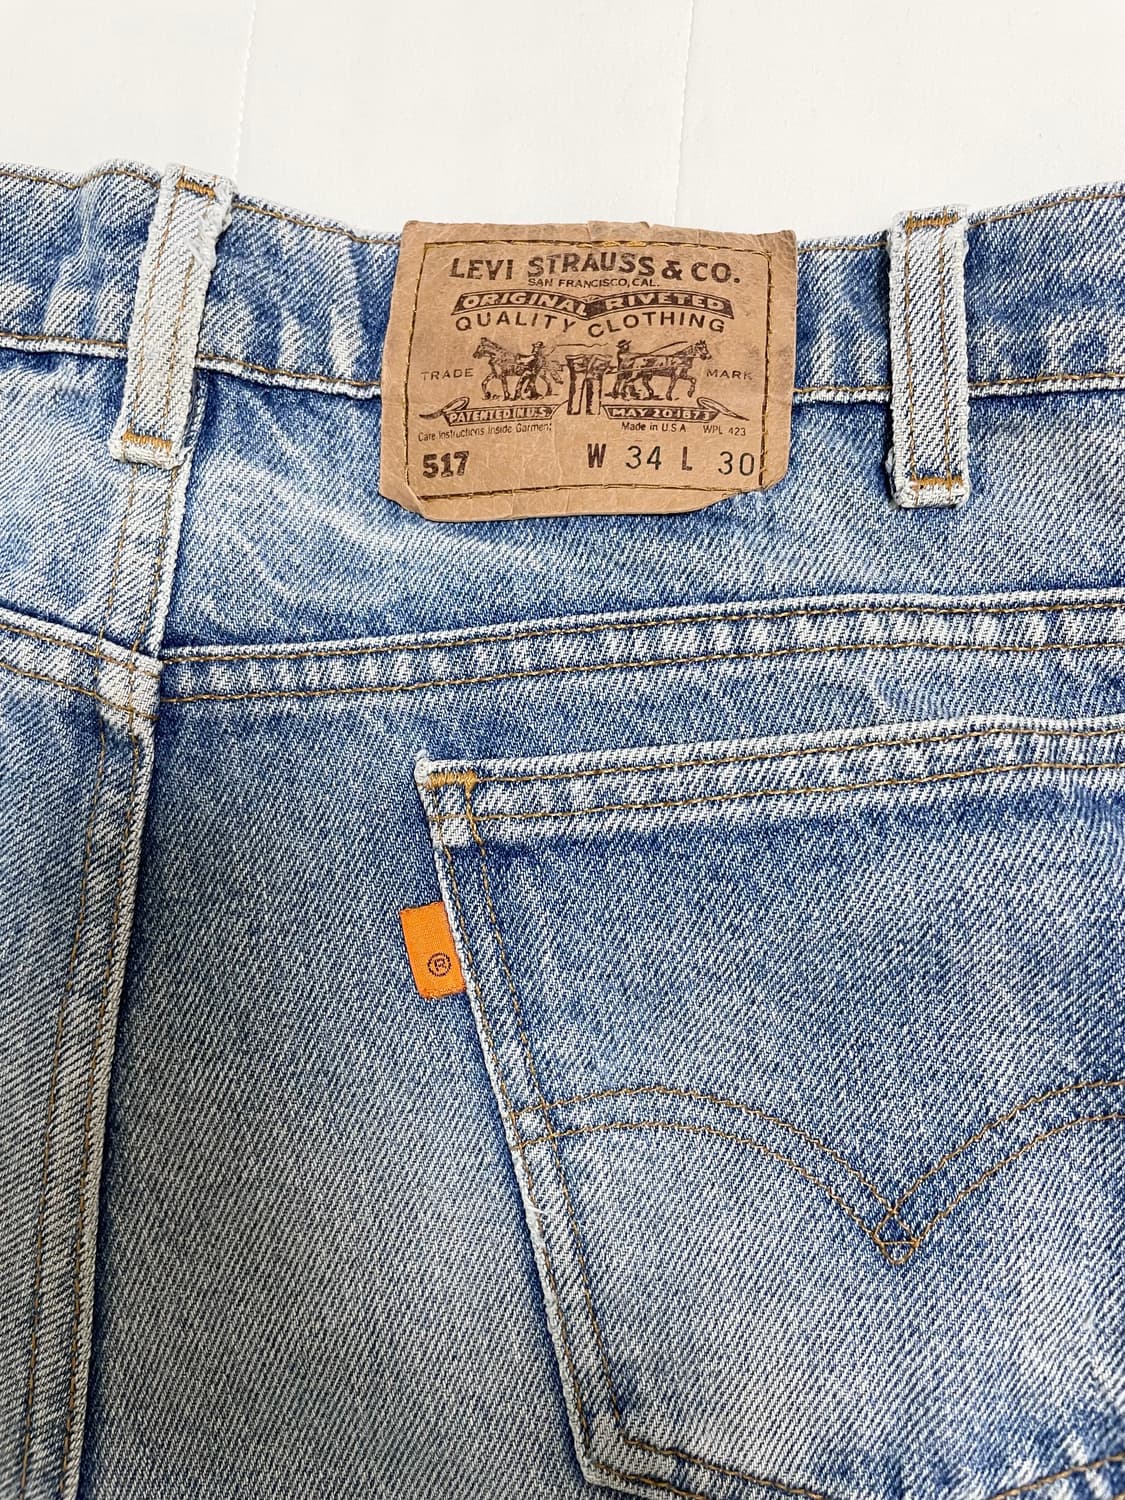 LEVI STRAUSS & CO.
SAN FRANCISCO, CAL.
ORIGINAL RIVETED
QUALITY CLOTHING
TRADE MARK
PATENTED IN U.S. MAY 20 1873
Care Instructions Inside Garment Made in U S A WPL 423
517 W 34 L 30
®